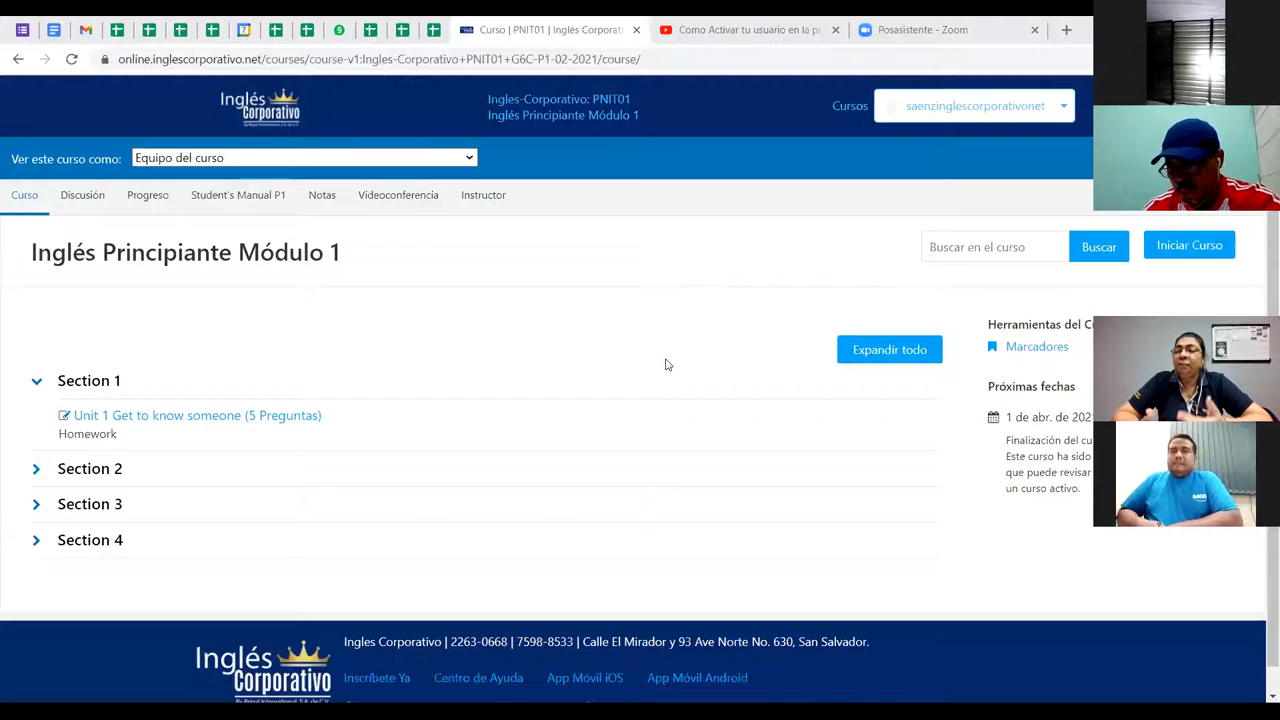 Curso | PNIT01 | Inglés Corporati
Como Activar tu usuario en la p
Posasistente - Zoom
online.inglescorporativo.net/courses/course-v1:Ingles-Corporativo+PNIT01+G6C-P1-02-2021/course/
Inglés
Corporativo
Ingles-Corporativo: PNIT01
Inglés Principiante Módulo 1
Cursos
saenzinglescorporativonet
Ver este curso como:
Equipo del curso
Curso
Discusión
Progreso
Student's Manual P1
Notas
Videoconferencia
Instructor
Inglés Principiante Módulo 1
Buscar en el curso
Buscar
Iniciar Curso
Expandir todo
Herramientas del C
Marcadores
Próximas fechas
1 de abr. de 202
Finalización del cu
Este curso ha sido
que puede revisar
un curso activo.
Section 1
Unit 1 Get to know someone (5 Preguntas)
Homework
Section 2
Section 3
Section 4
Inglés
Corporativo
Ingles Corporativo | 2263-0668 | 7598-8533 | Calle El Mirador y 93 Ave Norte No. 630, San Salvador.
Inscríbete Ya
Centro de Ayuda
App Móvil iOS
App Móvil Android